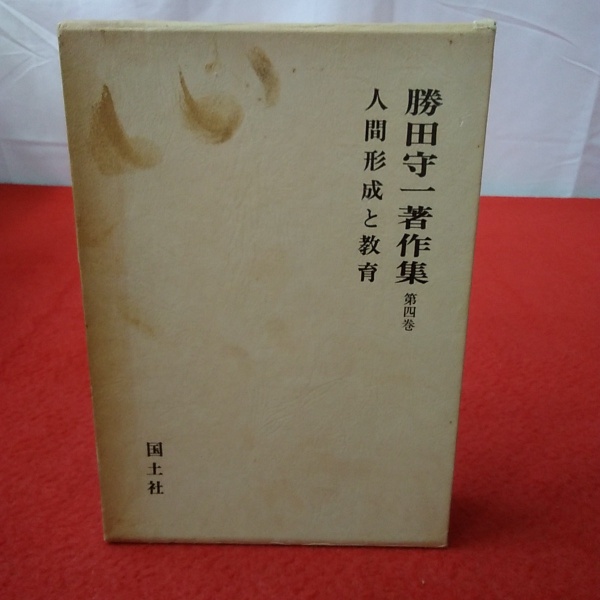 勝田守一著作集 第四巻
人間形成と教育
国土社